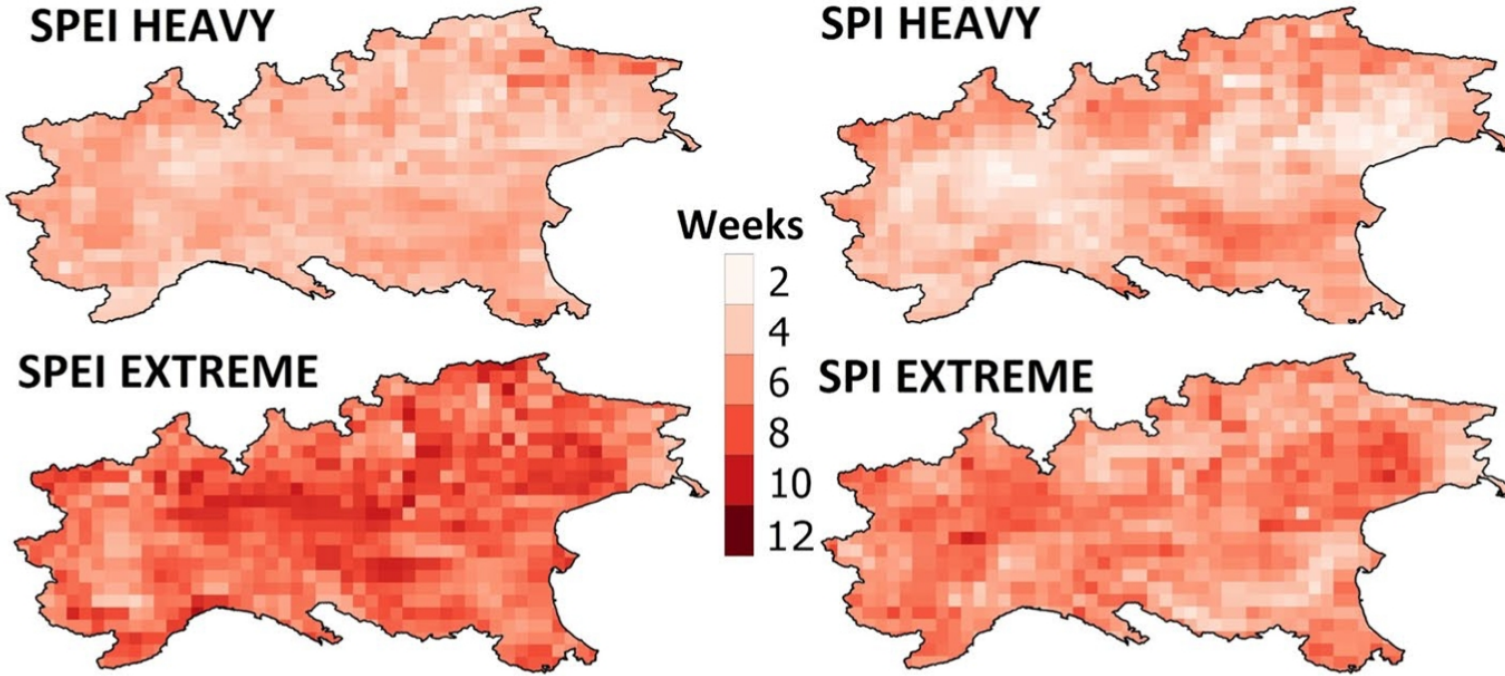 SPEI HEAVY
SPI HEAVY
Weeks
2
4
6
8
10
12
SPEI EXTREME
SPI EXTREME